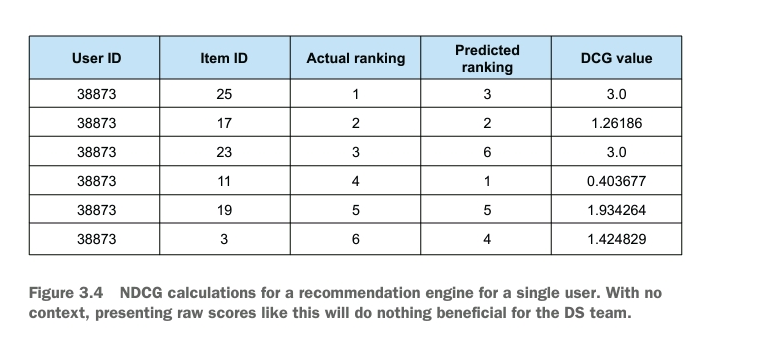 User ID Item ID Actual ranking Predicted ranking DCG value
38873 25 1 3 3.0
38873 17 2 2 1.26186
38873 23 3 6 3.0
38873 11 4 1 0.403677
38873 19 5 5 1.934264
38873 3 6 4 1.424829
Figure 3.4 NDCG calculations for a recommendation engine for a single user. With no
context, presenting raw scores like this will do nothing beneficial for the DS team.